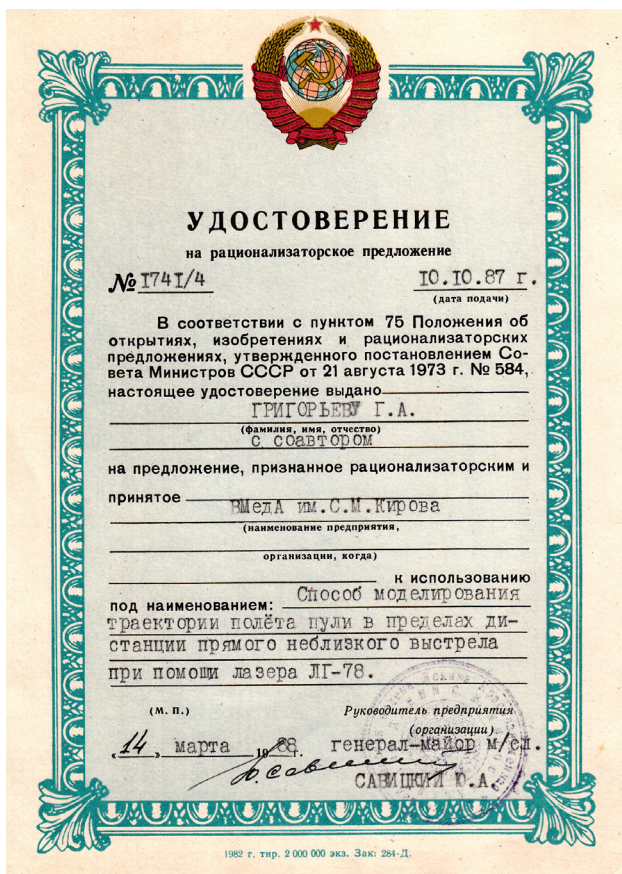 УДОСТОВЕРЕНИЕ
на рационализаторское предложение
№ 1741/4 10.10.87 г.
(дата подачи)
В соответствии с пунктом 75 Положения об
открытиях, изобретениях и рационализаторских
предложениях, утвержденного постановлением Со-
вета Министров СССР от 21 августа 1973 г. № 584,
настоящее удостоверение выдано
ГРИГОРЬЕВУ Г.А.
(фамилия, имя, отчество)
с соавтором
на предложение, признанное рационализаторским и
принятое
ВМедА им.С.М.Кирова
(наименование предприятия,
организации, когда)
к использованию
под наименованием: Способ моделирования
траектории полёта пули в пределах ди-
станции прямого неблизкого выстрела
при помощи лазера ЛГ-78.
(М. П.) Руководитель предприятия
(организации)
„14„ марта 1988г. генерал-майор м/сл.
САВИЦКИЙ Ю.А.
1982 г. тир. 2 000 000 экз. Зак: 284-Д.